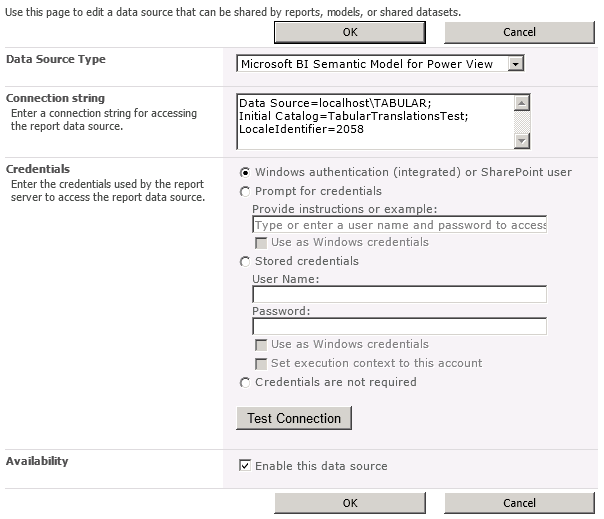 Use this page to edit a data source that can be shared by reports, models, or shared datasets.
OK Cancel
Data Source Type
Microsoft BI Semantic Model for Power View
Connection string
Enter a connection string for accessing
the report data source.
Data Source=localhost\TABULAR;
Initial Catalog=TabularTranslationsTest;
LocaleIdentifier=2058
Credentials
Enter the credentials used by the report
server to access the report data source.
Windows authentication (integrated) or SharePoint user
Prompt for credentials
Provide instructions or example:
Type or enter a user name and password to access
Use as Windows credentials
Stored credentials
User Name:
Password:
Use as Windows credentials
Set execution context to this account
Credentials are not required
Test Connection
Availability
Enable this data source
OK Cancel